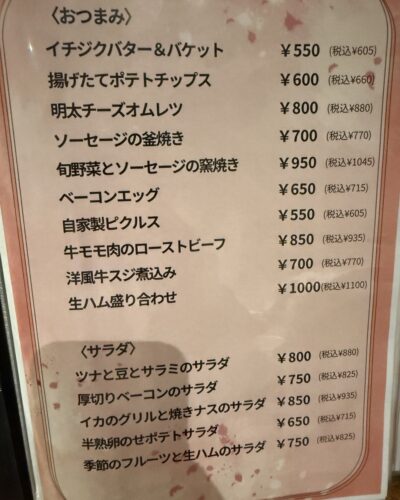 〈おつまみ〉
イチジクバター＆バケット ￥550 (税込¥605)
揚げたてポテトチップス ￥600 (税込¥660)
明太チーズオムレツ ￥800 (税込¥880)
ソーセージの釜焼き ￥700 (税込¥770)
旬野菜とソーセージの窯焼き ￥950 (税込¥1045)
ベーコンエッグ ￥650 (税込¥715)
自家製ピクルス ￥550 (税込¥605)
牛モモ肉のローストビーフ ￥850 (税込¥935)
洋風牛スジ煮込み ￥700 (税込¥770)
生ハム盛り合わせ ￥1000 (税込¥1100)
〈サラダ〉
ツナと豆とサラミのサラダ ￥800 (税込¥880)
厚切りベーコンのサラダ ￥750 (税込¥825)
イカのグリルと焼きナスのサラダ ￥850 (税込¥935)
半熟卵のせポテトサラダ ￥650 (税込¥715)
季節のフルーツと生ハムのサラダ ￥750 (税込¥825)